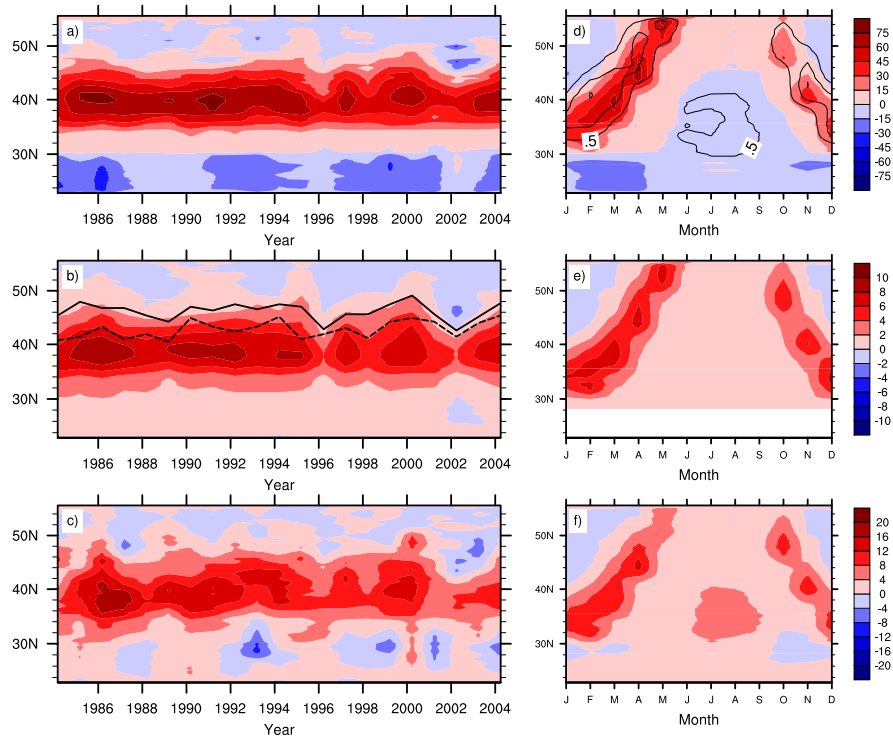 a)
50N
40N
30N
1986 1988 1990 1992 1994 1996 1998 2000 2002 2004
Year
d)
50N
40N
30N
.5
.5
J F M A M J J A S O N D
Month
75
60
45
30
15
0
-15
-30
-45
-60
-75
b)
50N
40N
30N
1986 1988 1990 1992 1994 1996 1998 2000 2002 2004
Year
e)
50N
40N
30N
J F M A M J J A S O N D
Month
10
8
6
4
2
0
-2
-4
-6
-8
-10
c)
50N
40N
30N
1986 1988 1990 1992 1994 1996 1998 2000 2002 2004
Year
f)
50N
40N
30N
J F M A M J J A S O N D
Month
20
16
12
8
4
0
-4
-8
-12
-16
-20